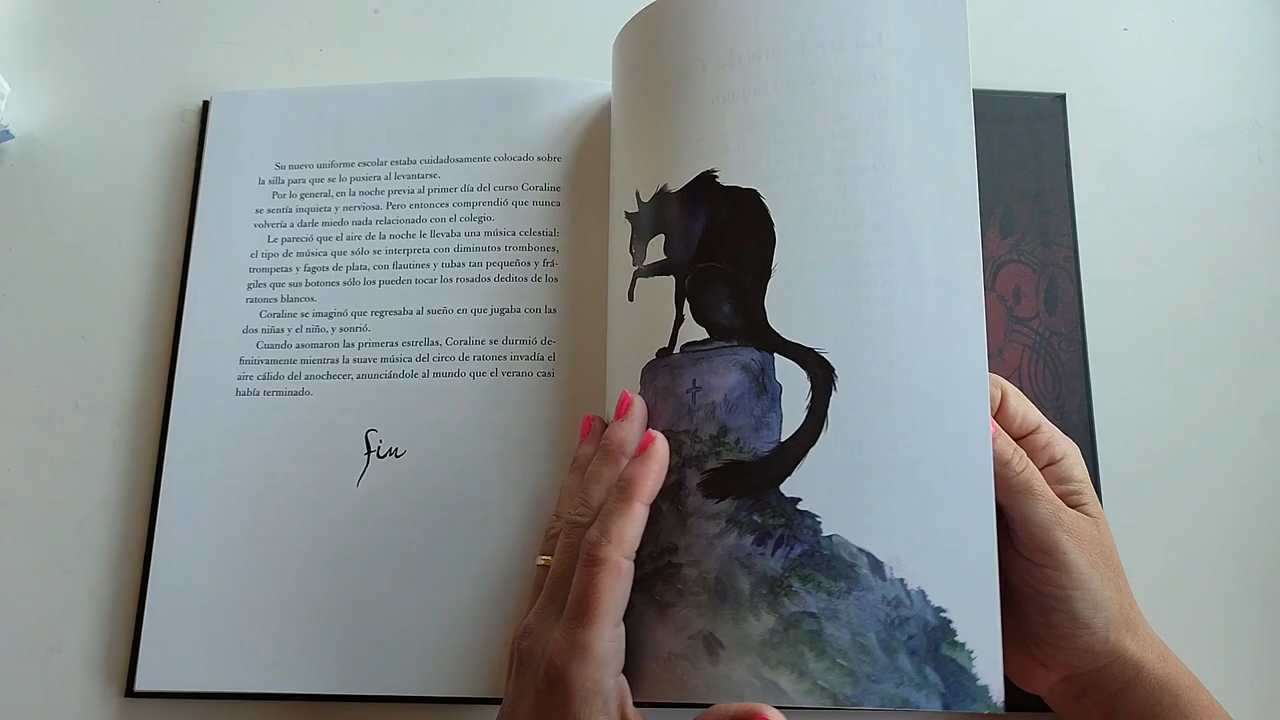 Su nuevo uniforme escolar estaba cuidadosamente colocado sobre
la silla para que se lo pusiera al levantarse.
Por lo general, en la noche previa al primer día del curso Coraline
se sentía inquieta y nerviosa. Pero entonces comprendió que nunca
volvería a darle miedo nada relacionado con el colegio.
Le pareció que el aire de la noche le llevaba una música celestial:
el tipo de música que sólo se interpreta con diminutos trombones,
trompetas y fagots de plata, con flautines y tubas tan pequeños y frá-
giles que sus botones sólo los pueden tocar los rosados deditos de los
ratones blancos.
Coraline se imaginó que regresaba al sueño en que jugaba con las
dos niñas y el niño, y sonrió.
Cuando asomaron las primeras estrellas, Coraline se durmió de-
finitivamente mientras la suave música del circo de ratones invadía el
aire cálido del anochecer, anunciándole al mundo que el verano casi
había terminado.
fin